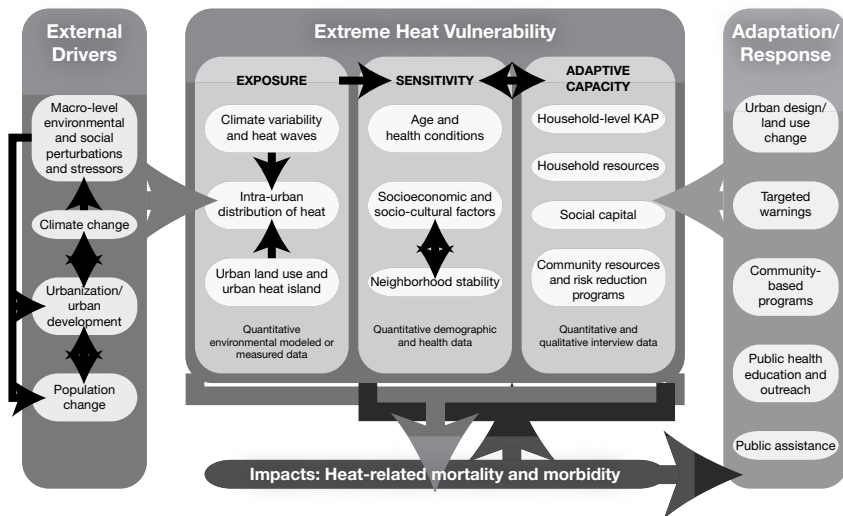 External
Drivers
Macro-level
environmental
and social
perturbations
and stressors
Climate change
Urbanization/
urban
development
Population
change
Extreme Heat Vulnerability
EXPOSURE
Climate variability
and heat waves
Intra-urban
distribution of heat
Urban land use and
urban heat island
Quantitative
environmental modeled or
measured data
SENSITIVITY
Age and
health conditions
Socioeconomic and
socio-cultural factors
Neighborhood stability
Quantitative demographic
and health data
ADAPTIVE
CAPACITY
Household-level KAP
Household resources
Social capital
Community resources
and risk reduction
programs
Quantitative and
qualitative interview data
Adaptation/
Response
Urban design/
land use
change
Targeted
warnings
Community-
based
programs
Public health
education and
outreach
Public assistance
Impacts: Heat-related mortality and morbidity